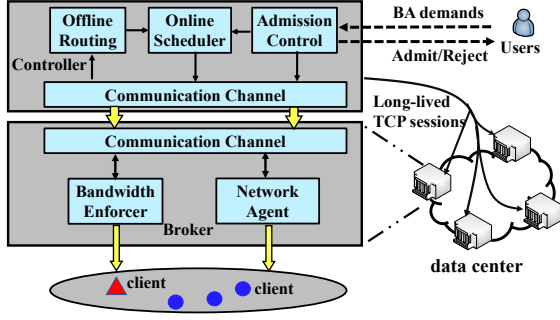 Offline
Routing
Online
Scheduler
Admission
Control
BA demands
Admit/Reject
Users
Controller
Communication Channel
Long-lived
TCP sessions
Communication Channel
Bandwidth
Enforcer
Network
Agent
Broker
data center
client
client